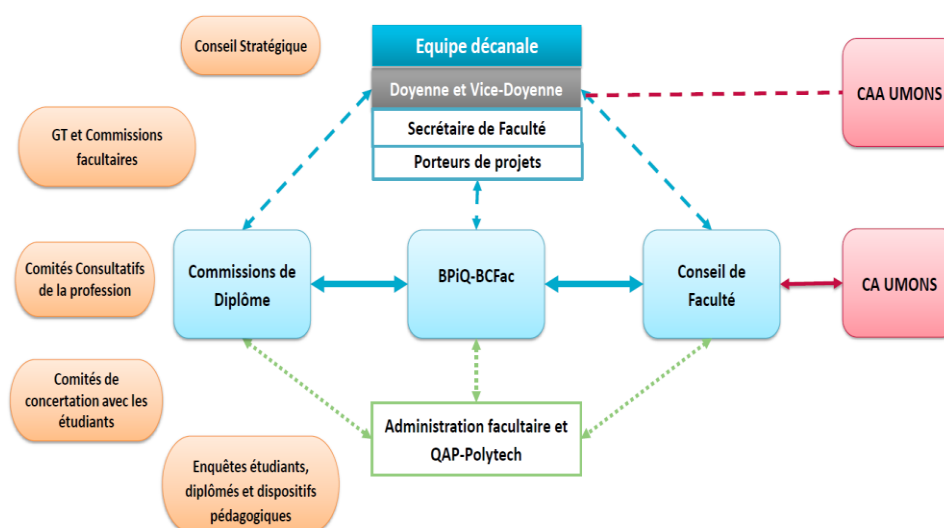 Conseil Stratégique
Equipe décanale
Doyenne et Vice-Doyenne
Secrétaire de Faculté
Porteurs de projets
CAA UMONS
GT et Commissions
facultaires
Comités Consultatifs
de la profession
Commissions de
Diplôme
BPiQ-BCFac
Conseil de
Faculté
CA UMONS
Comités de
concertation avec les
étudiants
Administration facultaire et
QAP-Polytech
Enquêtes étudiants,
diplômés et dispositifs
pédagogiques